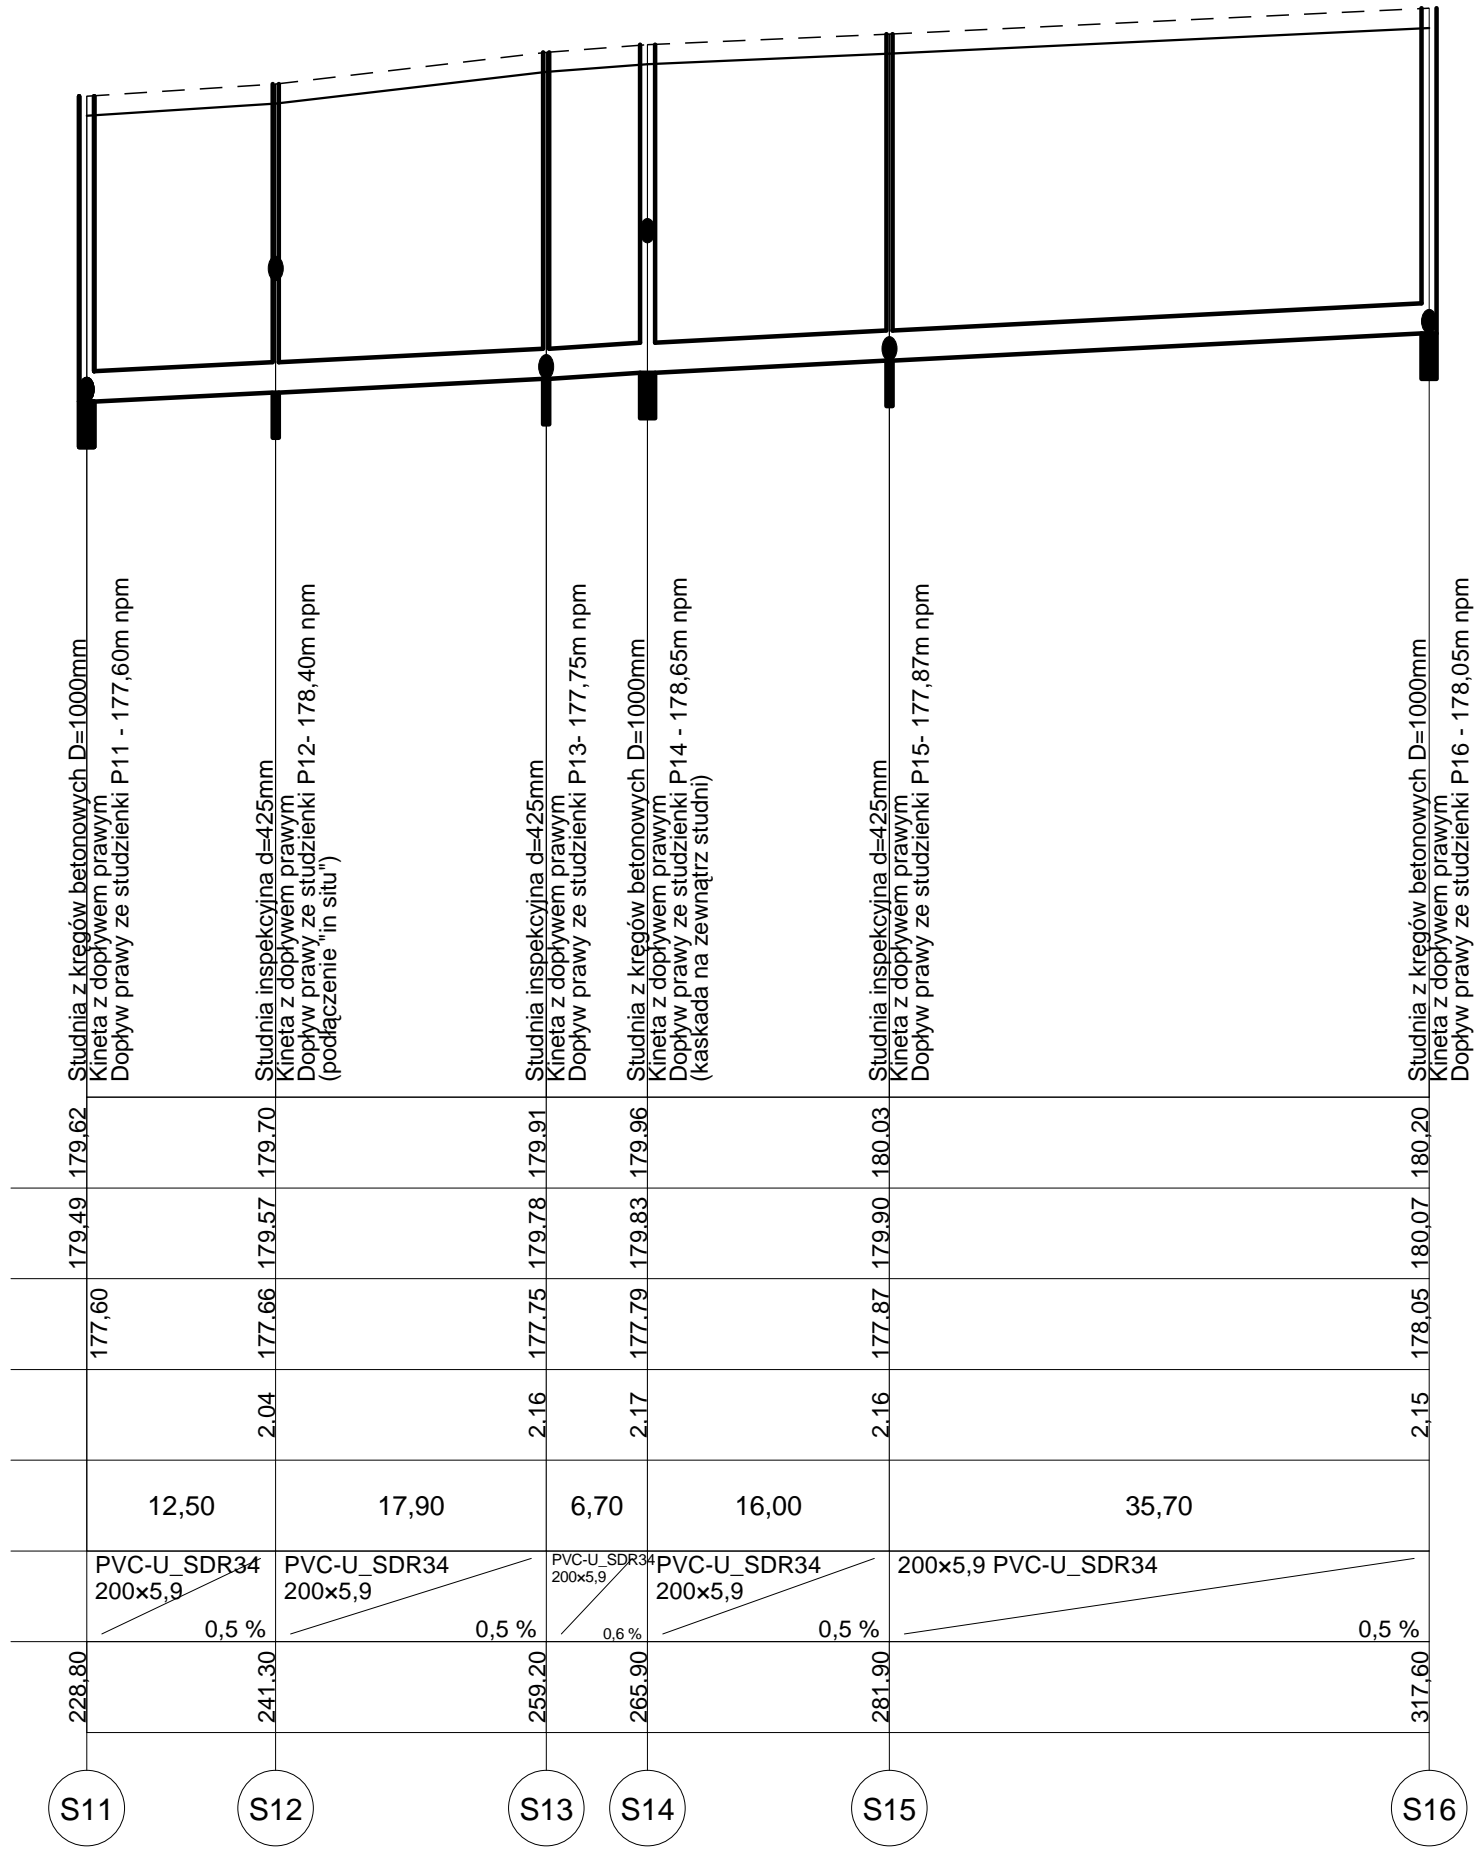 Studnia z kręgów betonowych D=1000mm
Kineta z dopływem prawym
Dopływ prawy ze studzienki P11 - 177,60m npm
Studnia inspekcyjna d=425mm
Kineta z dopływem prawym
Dopływ prawy ze studzienki P12- 178,40m npm
(podłączenie "in situ")
Studnia inspekcyjna d=425mm
Kineta z dopływem prawym
Dopływ prawy ze studzienki P13- 177,75m npm
Studnia z kręgów betonowych D=1000mm
Kineta z dopływem prawym
Dopływ prawy ze studzienki P14 - 178,65m npm
(kaskada na zewnątrz studni)
Studnia inspekcyjna d=425mm
Kineta z dopływem prawym
Dopływ prawy ze studzienki P15- 177,87m npm
Studnia z kręgów betonowych D=1000mm
Kineta z dopływem prawym
Dopływ prawy ze studzienki P16 - 178,05m npm
179,62 179.70 179.91 179,96 180.03 180,20
179,49 179.57 179.78 179,83 179.90 180,07
177,60 177.66 177.75 177.79 177.87 178,05
2.04 2.16 2,17 2.16 2,15
12,50 17,90 6,70 16,00 35,70
PVC-U_SDR34
200×5,9
0,5 %
PVC-U_SDR34
200×5,9
0,5 %
PVC-U_SDR34
200×5,9
0,6 %
PVC-U_SDR34
200×5,9
0,5 %
200×5,9 PVC-U_SDR34
0,5 %
228,80 241.30 259.20 265,90 281.90 317,60
S11 S12 S13 S14 S15 S16